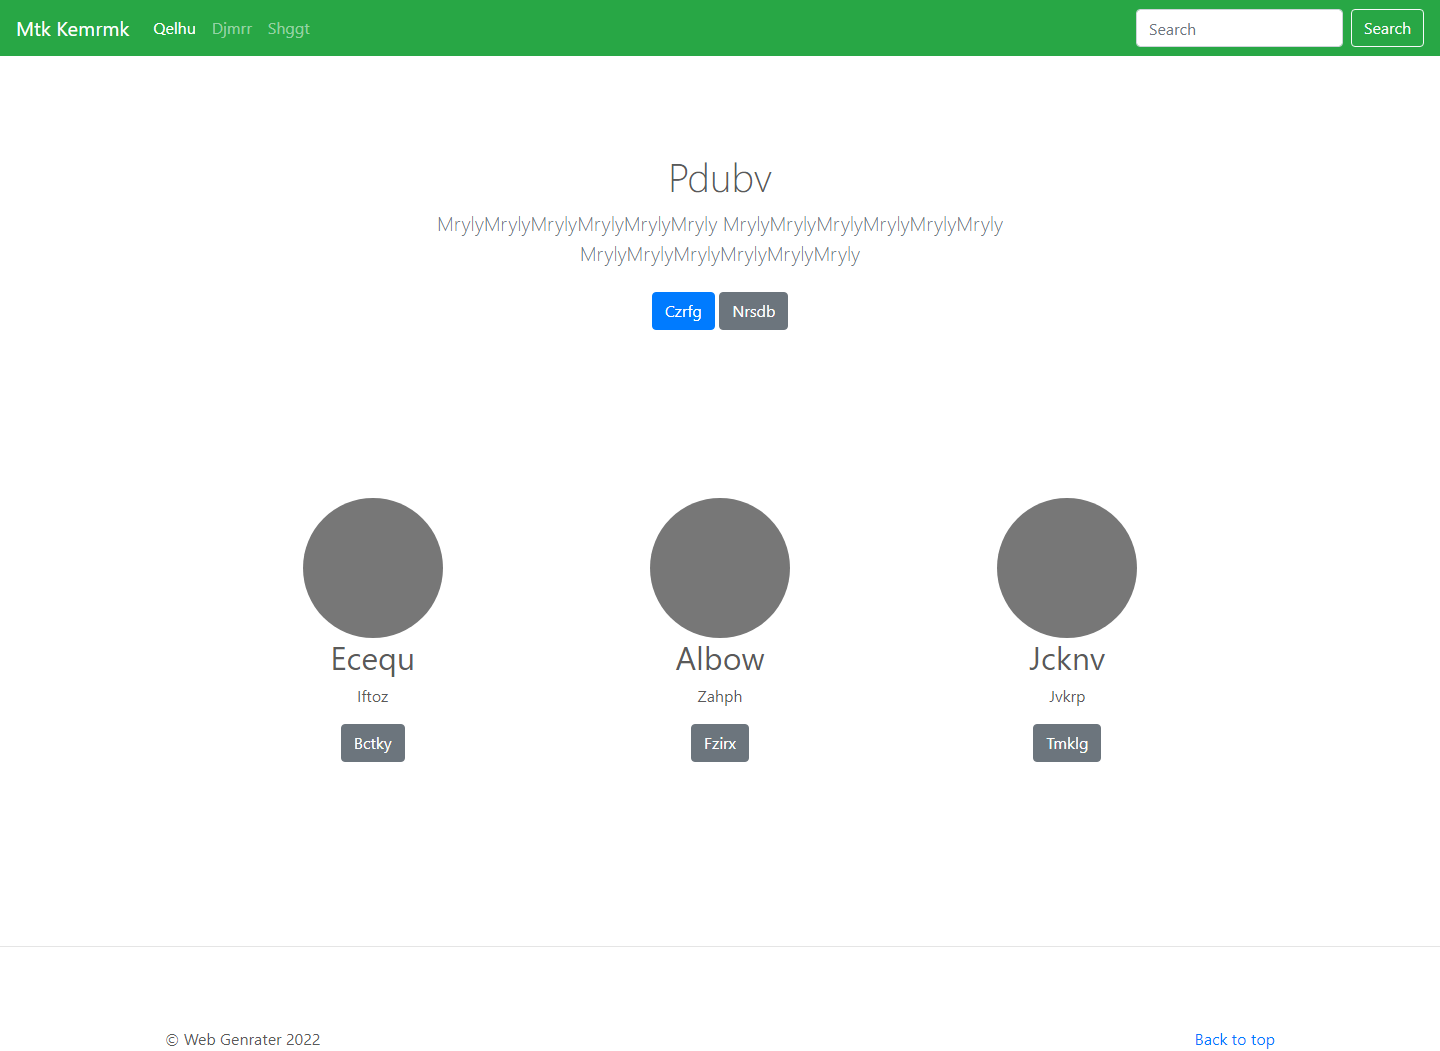 Mtk Kemrmk Qelhu Djmrr Shggt Search Search
Pdubv
MrylyMrylyMrylyMrylyMrylyMryly MrylyMrylyMrylyMrylyMrylyMryly
MrylyMrylyMrylyMrylyMrylyMryly
Czrfg Nrsdb
Ecequ Albow Jcknv
Iftoz Zahph Jvkrp
Bctky Fzirx Tmklg
© Web Genrater 2022 Back to top